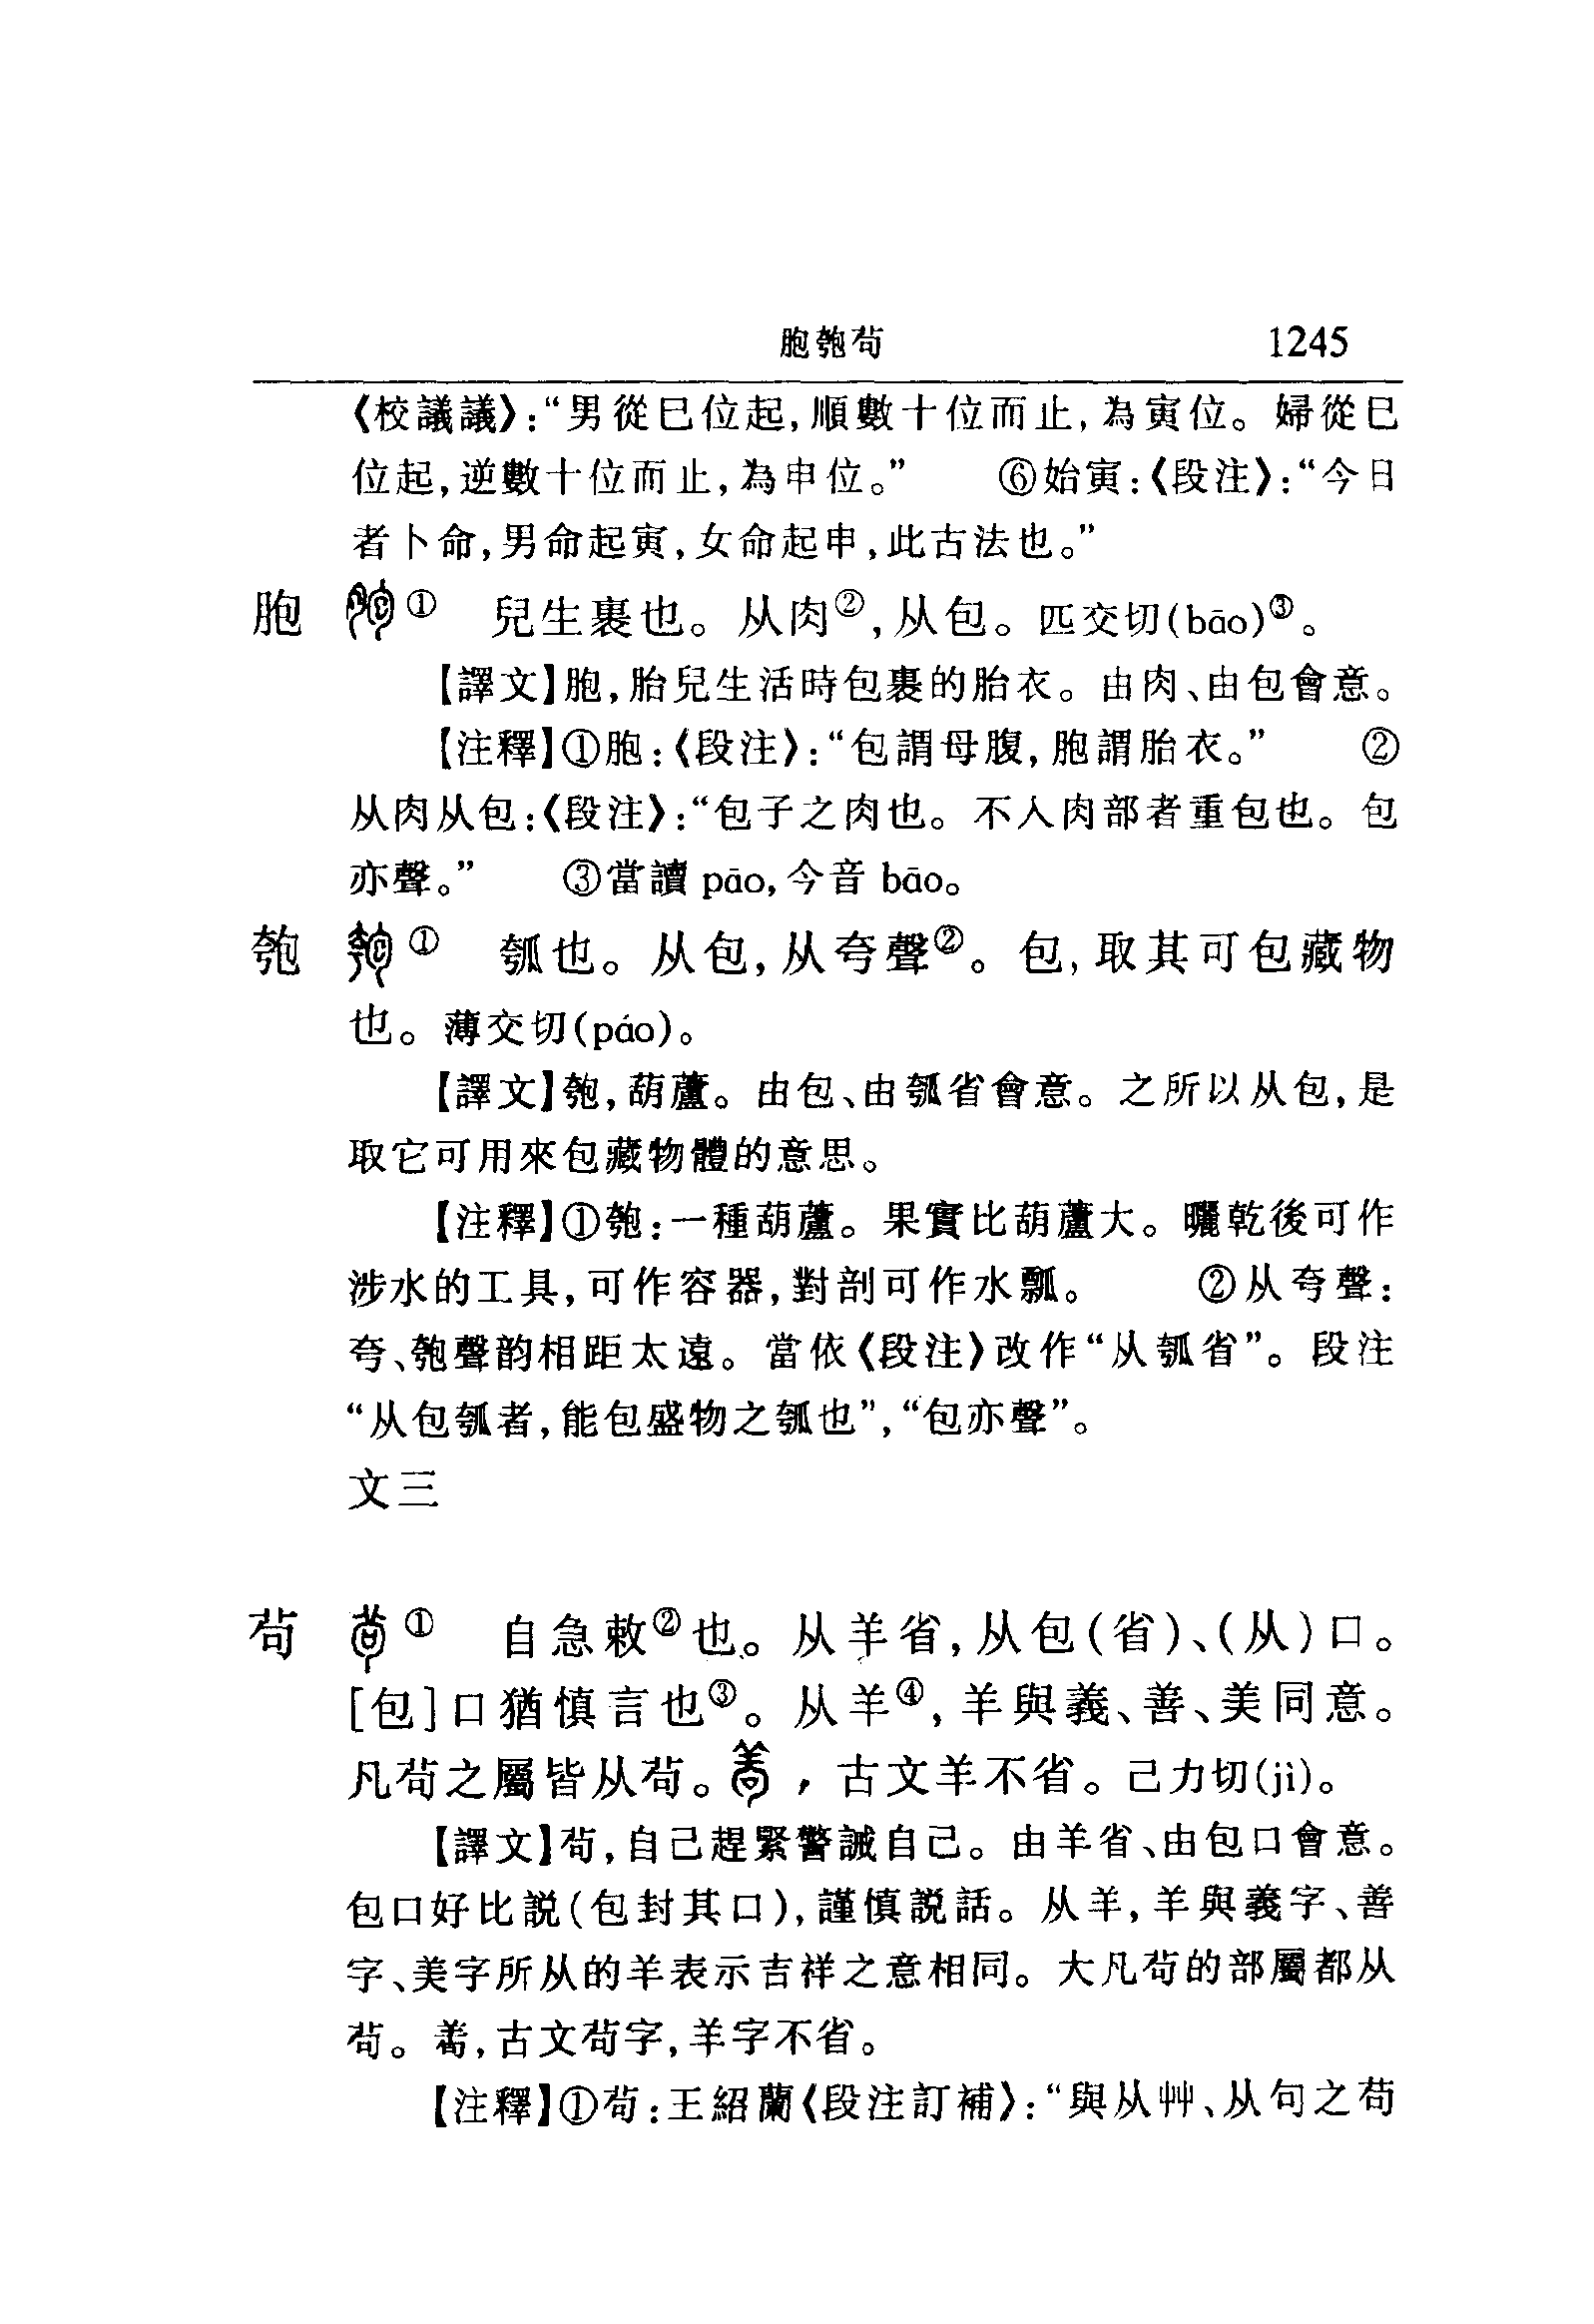 胞匏茍 1245
《校議議》:“男從巳位起,順數十位而止,為寅位。婦從巳
位起,逆數十位而止,為申位。” ⑥始寅:《段注》:“今日
者卜命,男命起寅,女命起申,此古法也。”
胞 ① 兒生裹也。从肉②,从包。匹交切(bāo)③。
【譯文】胞,胎兒生活時包裹的胎衣。由肉、由包會意。
【注釋】①胞:《段注》:“包謂母腹,胞謂胎衣。” ②
从肉从包:《段注》:“包子之肉也。不入肉部者重包也。包
亦聲。” ③當讀 pāo,今音 bāo。
匏 ① 瓠也。从包,从夸聲②。包,取其可包藏物
也。薄交切(páo)。
【譯文】匏,葫蘆。由包、由瓠省會意。之所以从包,是
取它可用來包藏物體的意思。
【注釋】①匏:一種葫蘆。果實比葫蘆大。曬乾後可作
涉水的工具,可作容器,對剖可作水瓢。 ②从夸聲:
夸、匏聲韵相距太遠。當依《段注》改作“从瓠省”。段注
“从包瓠者,能包盛物之瓠也”,“包亦聲”。
文三
茍 ① 自急敕②也。从羊省,从包(省)、(从)口。
[包]口猶慎言也③。从羊④,羊與義、善、美同意。
凡茍之屬皆从茍。,古文羊不省。己力切(jì)。
【譯文】茍,自己趕緊警誡自己。由羊省、由包口會意。
包口好比説(包封其口),謹慎説話。从羊,羊與義字、善
字、美字所从的羊表示吉祥之意相同。大凡茍的部屬都从
茍。,古文茍字,羊字不省。
【注釋】①茍:王紹蘭《段注訂補》:“與从艸、从句之苟